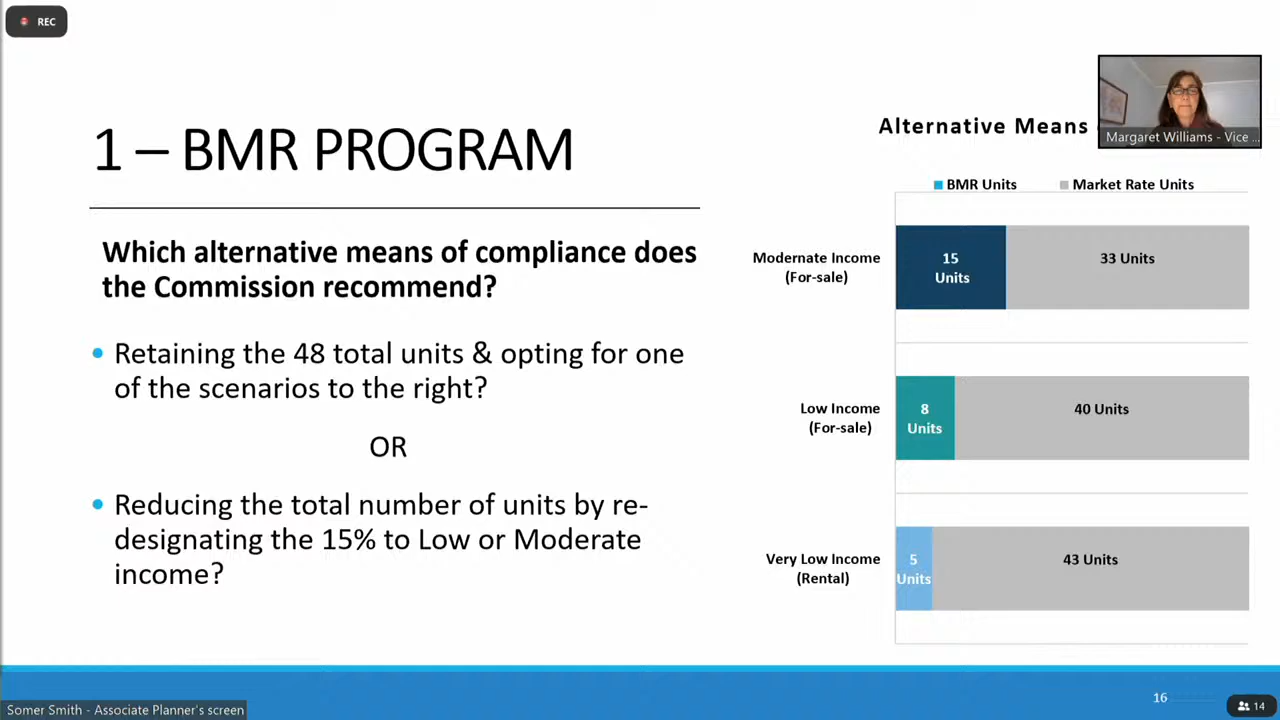 REC
1 – BMR PROGRAM
Which alternative means of compliance does
the Commission recommend?
• Retaining the 48 total units & opting for one
of the scenarios to the right?
OR
• Reducing the total number of units by re-
designating the 15% to Low or Moderate
income?
Alternative Means
Margaret Williams - Vice ...
BMR Units
Market Rate Units
Modernate Income
(For-sale)
15
Units
33 Units
Low Income
(For-sale)
8
Units
40 Units
Very Low Income
(Rental)
5
Units
43 Units
16
Somer Smith - Associate Planner's screen
14